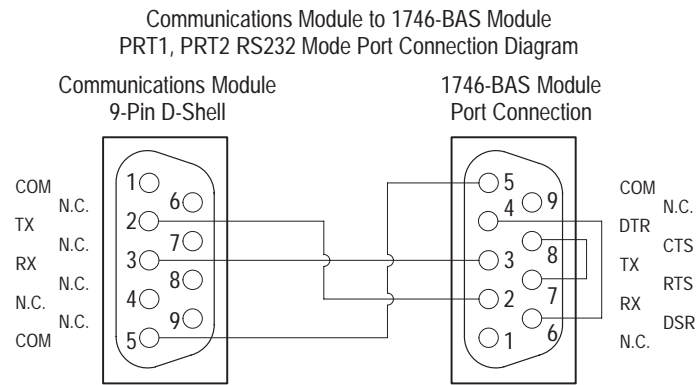 Communications Module to 1746-BAS Module
PRT1, PRT2 RS232 Mode Port Connection Diagram
Communications Module
9-Pin D-Shell
1746-BAS Module
Port Connection
COM
N.C.
TX
N.C.
RX
N.C.
N.C.
N.C.
COM
1
6
2
7
3
8
4
9
5
5
9
4
8
3
7
2
6
1
COM
N.C.
DTR
CTS
TX
RTS
RX
DSR
N.C.